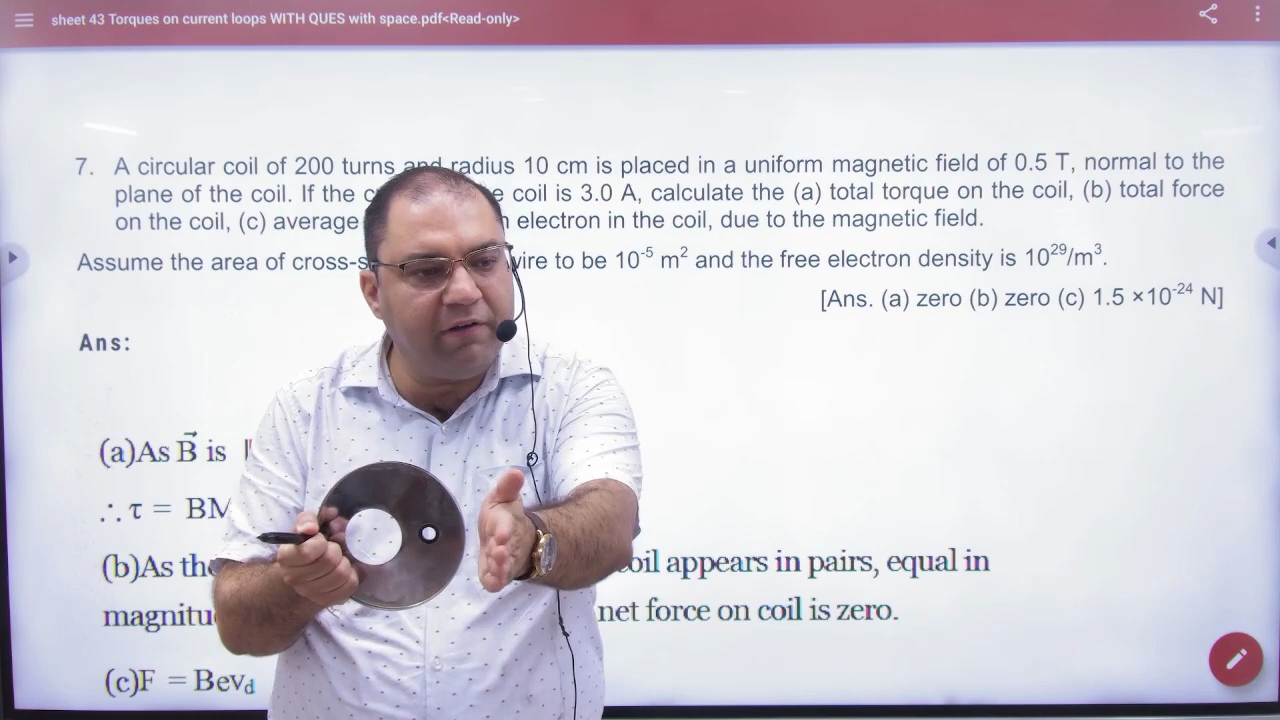 sheet 43 Torques on current loops WITH QUES with space.pdf<Read-only>
7. A circular coil of 200 turns and radius 10 cm is placed in a uniform magnetic field of 0.5 T, normal to the
plane of the coil. If the coil is 3.0 A, calculate the (a) total torque on the coil, (b) total force
on the coil, (c) average electron in the coil, due to the magnetic field.
Assume the area of to be 10⁻⁵ m² and the free electron density is 10²⁹/m³.
[Ans. (a) zero (b) zero (c) 1.5 ×10⁻²⁴ N]
Ans:
(a)As B⃗ is
∴ τ =
(b)As coil appears in pairs, equal in
net force on coil is zero.
(c)F = Bev_d